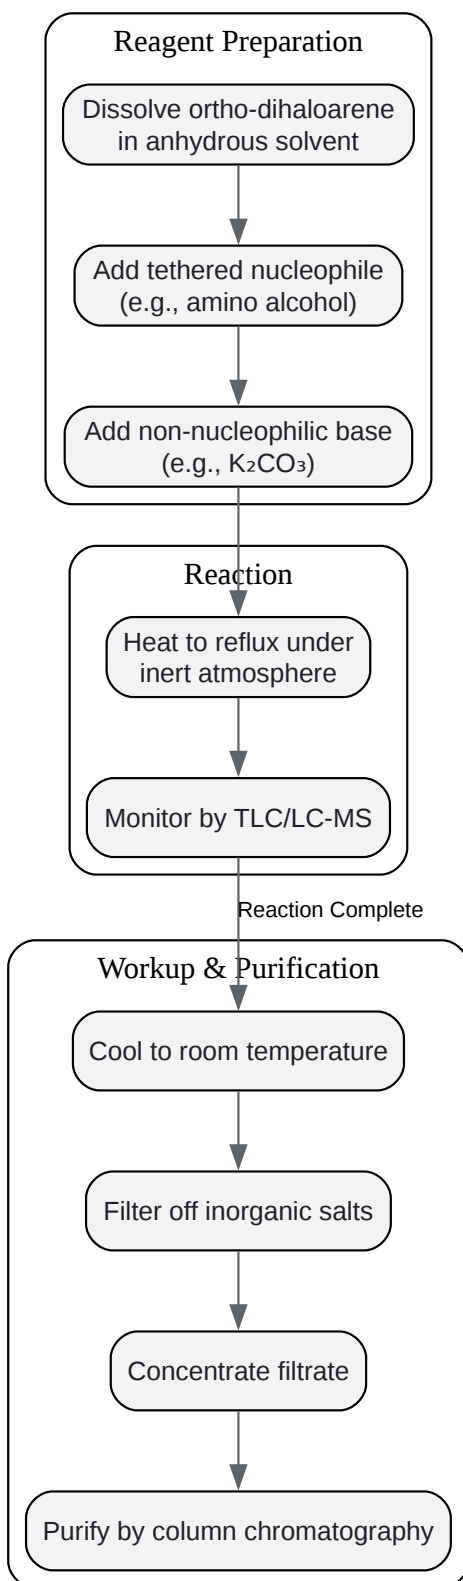 Reagent Preparation
Dissolve ortho-dihaloarene
in anhydrous solvent
Add tethered nucleophile
(e.g., amino alcohol)
Add non-nucleophilic base
(e.g., K₂CO₃)
Reaction
Heat to reflux under
inert atmosphere
Monitor by TLC/LC-MS
Reaction Complete
Workup & Purification
Cool to room temperature
Filter off inorganic salts
Concentrate filtrate
Purify by column chromatography